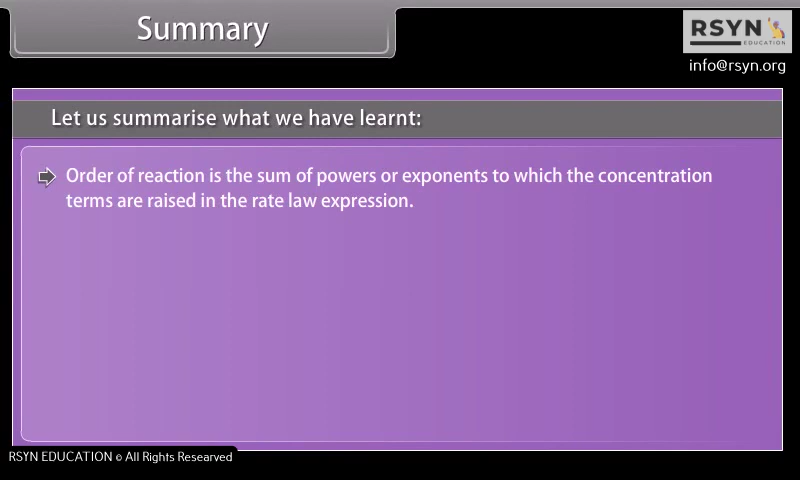 Summary
RSYN
EDUCATION
info@rsyn.org
Let us summarise what we have learnt:
Order of reaction is the sum of powers or exponents to which the concentration
terms are raised in the rate law expression.
RSYN EDUCATION © All Rights Researved